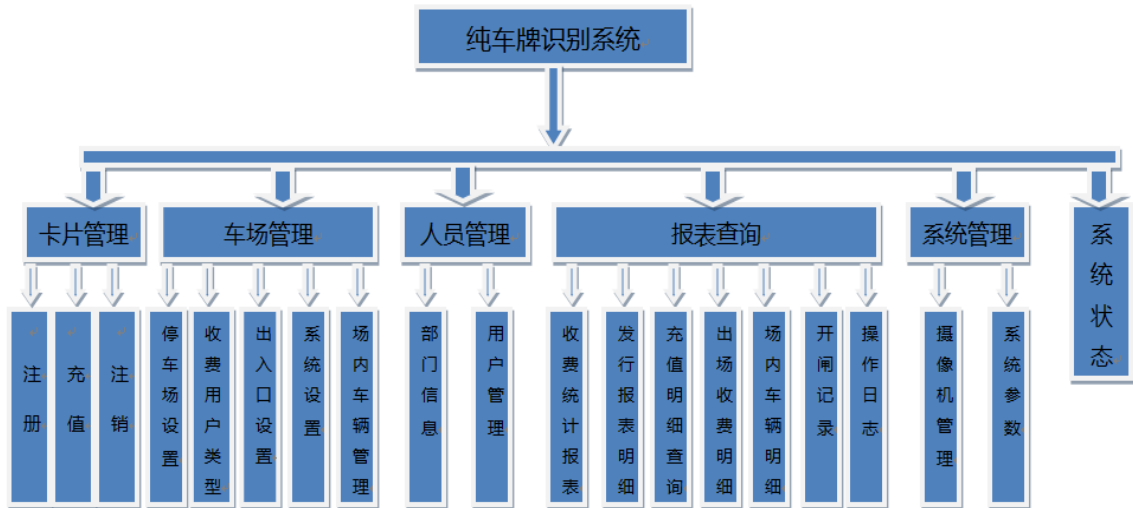 纯车牌识别系统
卡片管理
车场管理
人员管理
报表查询
系统管理
系统状态
注册
充值
注销
停车场设置
收费用户类型
出入口设置
系统设置
场内车辆管理
部门信息
用户管理
收费统计报表
发行报表明细
充值明细查询
出场收费明细
场内车辆明细
开闸记录
操作日志
摄像机管理
系统参数